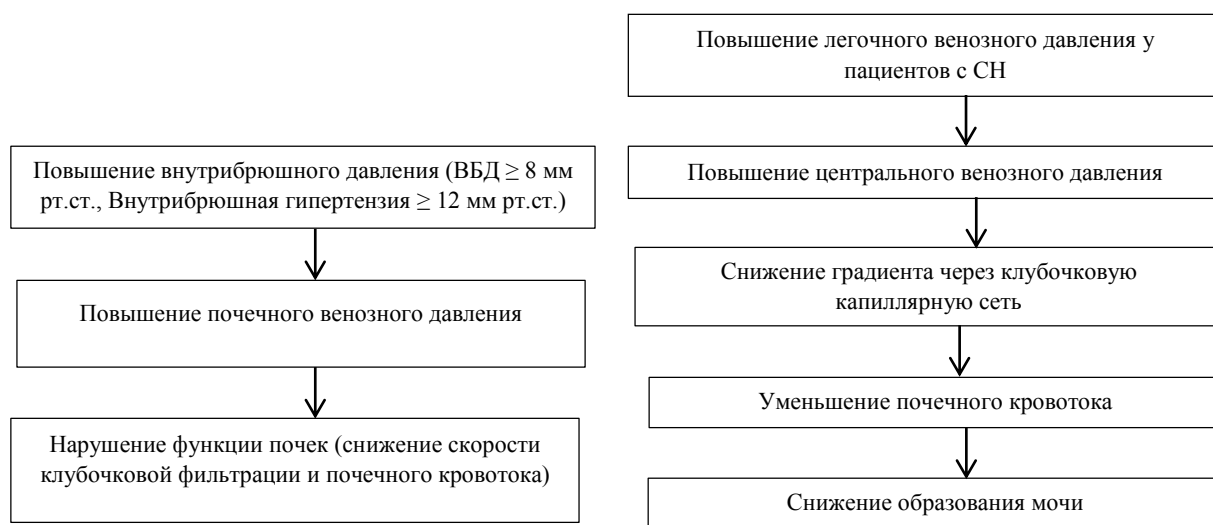 Повышение внутрибрюшного давления (ВБД ≥ 8 мм
рт.ст., Внутрибрюшная гипертензия ≥ 12 мм рт.ст.)
Повышение почечного венозного давления
Нарушение функции почек (снижение скорости
клубочковой фильтрации и почечного кровотока)
Повышение легочного венозного давления у
пациентов с СН
Повышение центрального венозного давления
Снижение градиента через клубочковую
капиллярную сеть
Уменьшение почечного кровотока
Снижение образования мочи